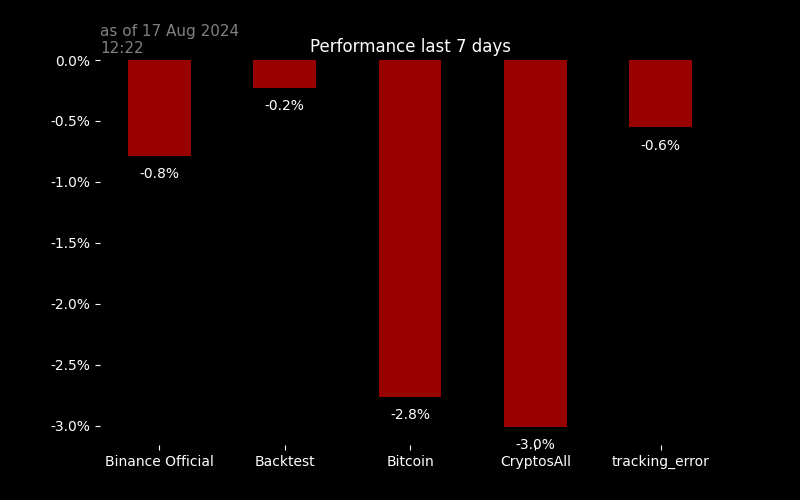 as of 17 Aug 2024
12:22
Performance last 7 days
0.0%
-0.5%
-1.0%
-1.5%
-2.0%
-2.5%
-3.0%
-0.8%
-0.2%
-2.8%
-3.0%
-0.6%
Binance Official
Backtest
Bitcoin
CryptosAll
tracking_error